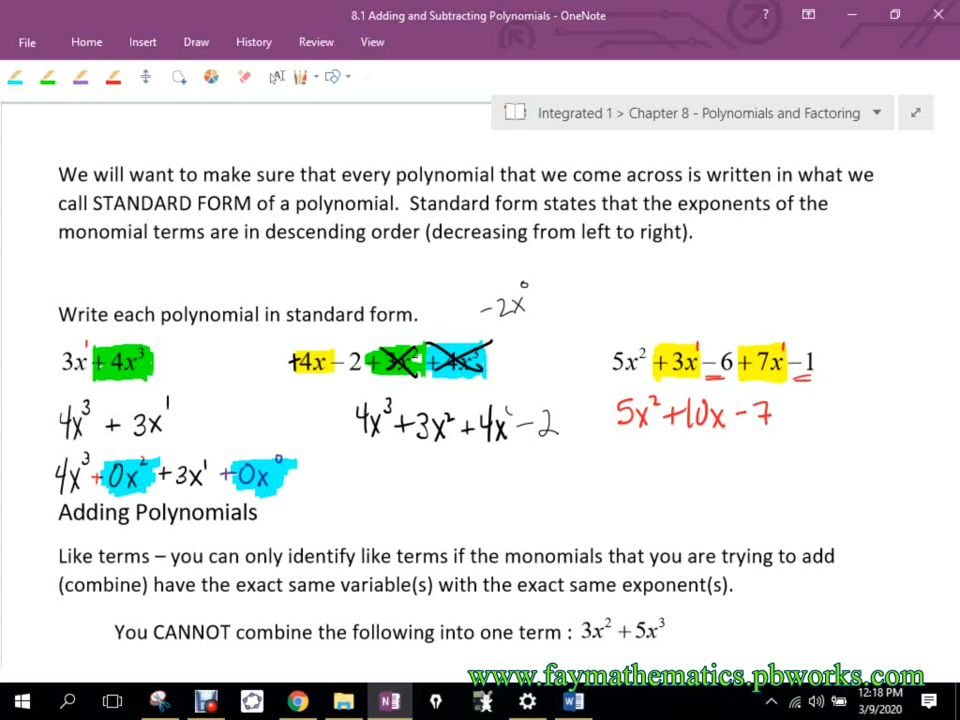 8.1 Adding and Subtracting Polynomials - OneNote
File Home Insert Draw History Review View
Integrated 1 > Chapter 8 - Polynomials and Factoring
We will want to make sure that every polynomial that we come across is written in what we
call STANDARD FORM of a polynomial. Standard form states that the exponents of the
monomial terms are in descending order (decreasing from left to right).
-2x⁰
Write each polynomial in standard form.
3x¹ + 4x³ +4x - 2 + 3x² + 4x³ 5x² + 3x¹ - 6 + 7x¹ - 1
4x³ + 3x¹ 4x³ + 3x² + 4x¹ - 2 5x² + 10x - 7
4x³ + 0x² + 3x¹ + 0x⁰
Adding Polynomials
Like terms – you can only identify like terms if the monomials that you are trying to add
(combine) have the exact same variable(s) with the exact same exponent(s).
You CANNOT combine the following into one term : 3x² + 5x³
www.faymathematics.pbworks.com
12:18 PM
3/9/2020